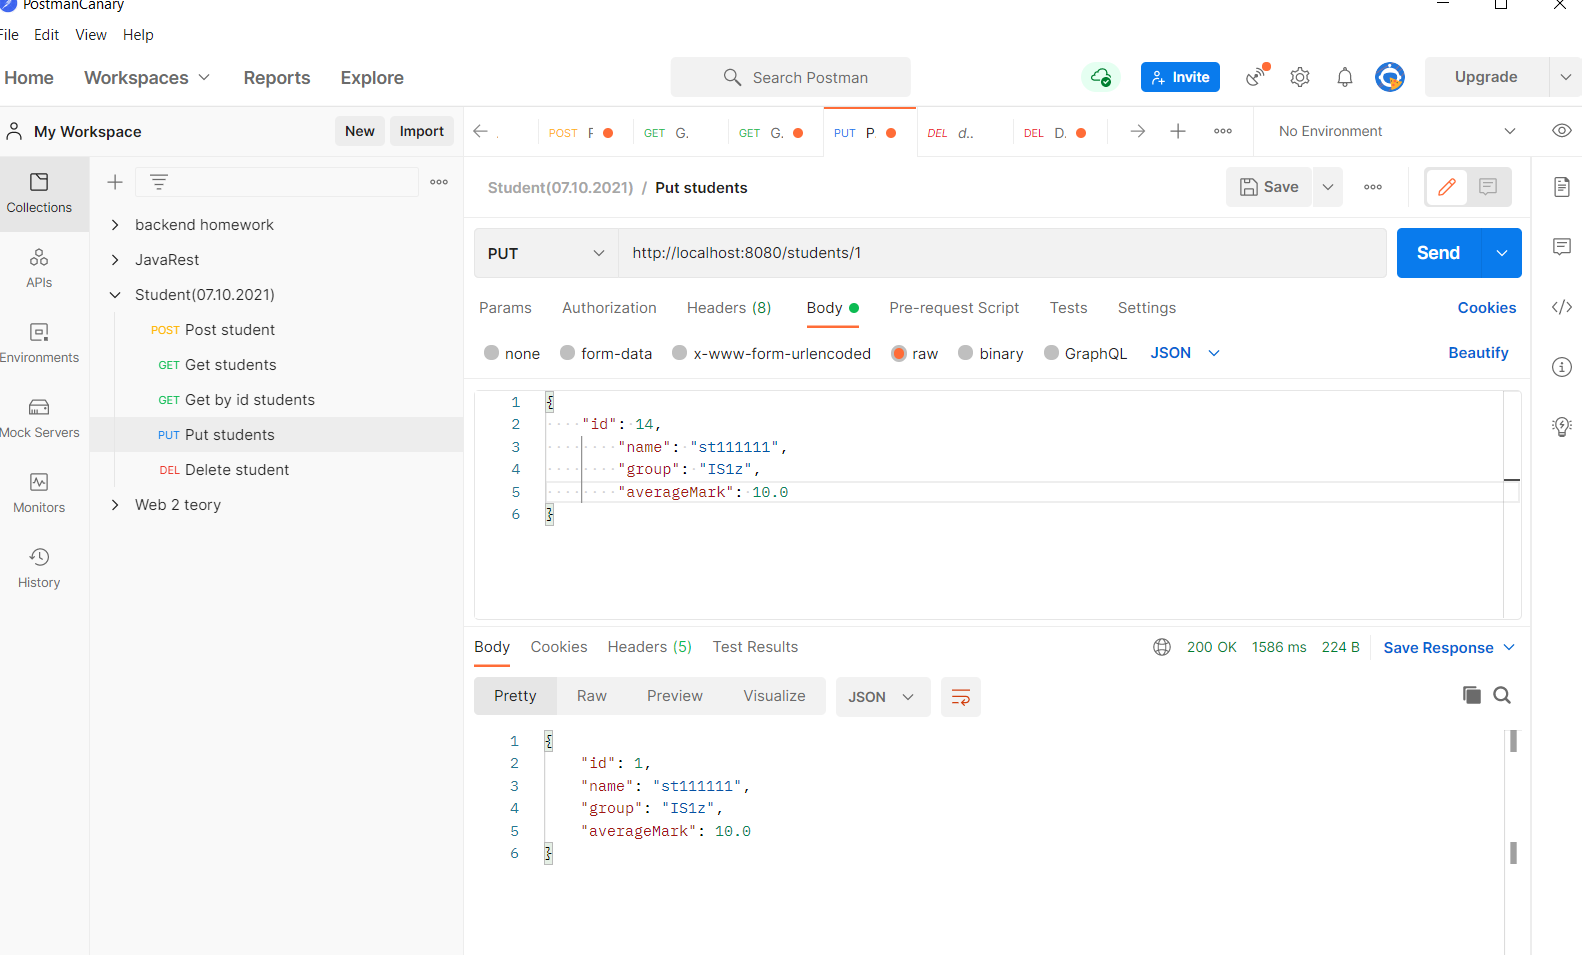 PostmanCanary
File Edit View Help
Home Workspaces Reports Explore Search Postman Invite Upgrade
My Workspace New Import
. POST F GET G. GET G. PUT P DEL d.. DEL D. No Environment
Collections
APIs
Environments
Mock Servers
Monitors
History
backend homework
JavaRest
Student(07.10.2021)
POST Post student
GET Get students
GET Get by id students
PUT Put students
DEL Delete student
Web 2 teory
Student(07.10.2021) / Put students Save
PUT http://localhost:8080/students/1 Send
Params Authorization Headers (8) Body Pre-request Script Tests Settings Cookies
none form-data x-www-form-urlencoded raw binary GraphQL JSON Beautify
1 {
2 "id": 14,
3 "name": "st111111",
4 "group": "IS1z",
5 "averageMark": 10.0
6 }
Body Cookies Headers (5) Test Results 200 OK 1586 ms 224 B Save Response
Pretty Raw Preview Visualize JSON
1 {
2 "id": 1,
3 "name": "st111111",
4 "group": "IS1z",
5 "averageMark": 10.0
6 }